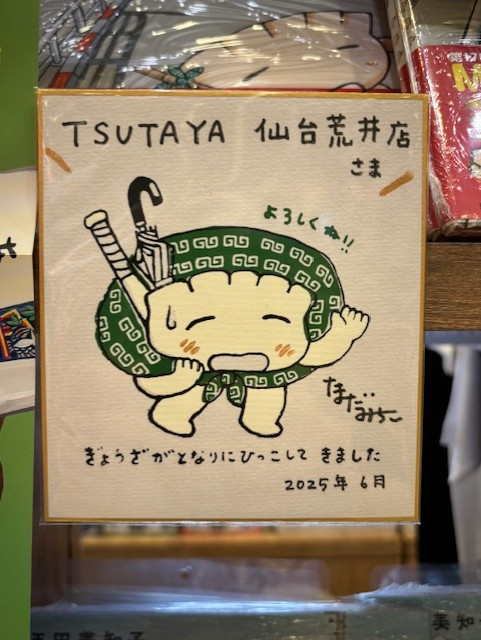 TSUTAYA 仙台荒井店
さま
よろしくね!!
たまだみちこ
ぎょうざがとなりにひっこしてきました
2025年 6月